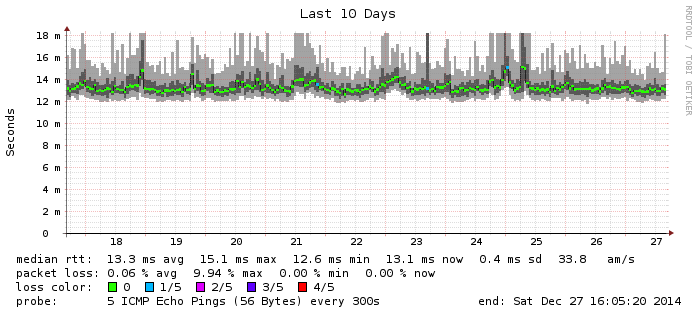 Last 10 Days
RRDTOOL / TOBI OETIKER
Seconds
18 m
16 m
14 m
12 m
10 m
8 m
6 m
4 m
2 m
0
18 19 20 21 22 23 24 25 26 27
median rtt: 13.3 ms avg 15.1 ms max 12.6 ms min 13.1 ms now 0.4 ms sd 33.8 am/s
packet loss: 0.06 % avg 9.94 % max 0.00 % min 0.00 % now
loss color: 0 1/5 2/5 3/5 4/5
probe: 5 ICMP Echo Pings (56 Bytes) every 300s end: Sat Dec 27 16:05:20 2014